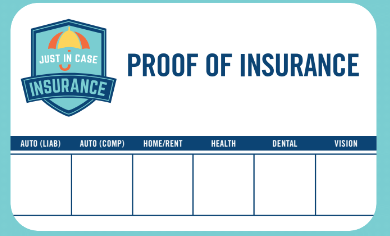 JUST IN CASE
INSURANCE
PROOF OF INSURANCE
AUTO (LIAB) AUTO (COMP) HOME/RENT HEALTH DENTAL VISION